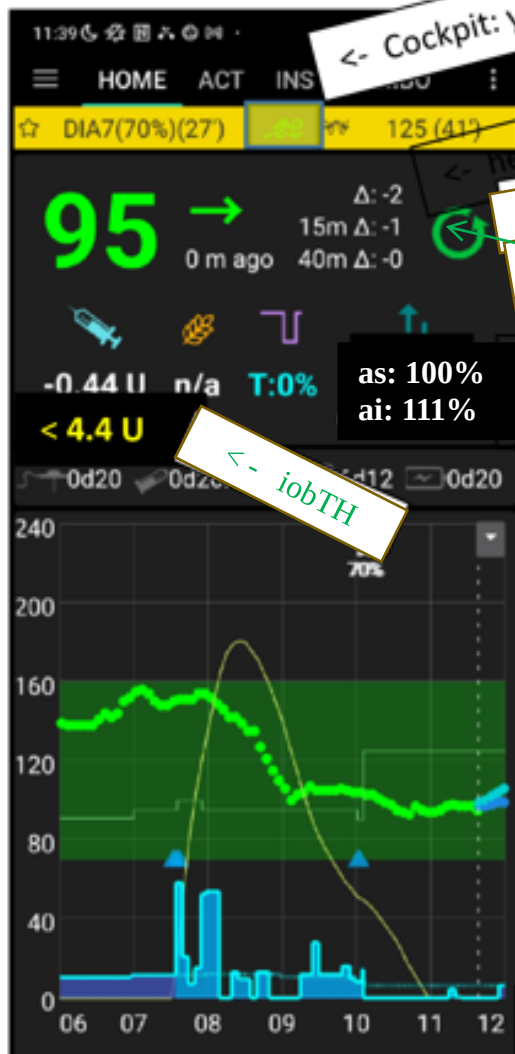 11:39
<- Cockpit:
HOME ACT INS
DIA7(70%)(27') 125 (41')
<-
95
Δ: -2
15m Δ: -1
0 m ago 40m Δ: -0
-0.44 U n/a T:0%
as: 100%
ai: 111%
< 4.4 U
<- iobTH
0d20 d12 0d20
240
70%
200
160
120
80
40
0
06 07 08 09 10 11 12